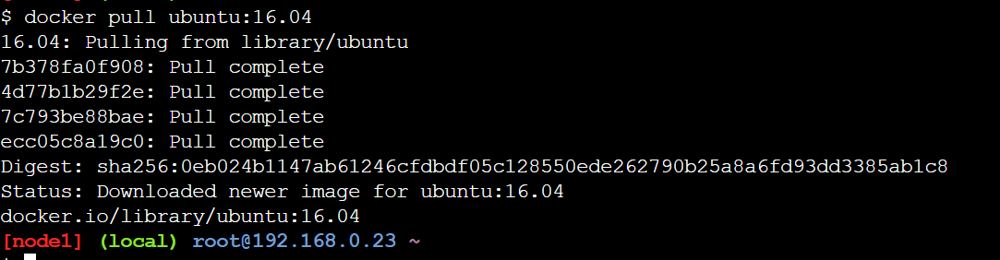 $ docker pull ubuntu:16.04
16.04: Pulling from library/ubuntu
7b378fa0f908: Pull complete
4d77b1b29f2e: Pull complete
7c793be88bae: Pull complete
ecc05c8a19c0: Pull complete
Digest: sha256:0eb024b1147ab61246cfdbdf05c128550ede262790b25a8a6fd93dd3385ab1c8
Status: Downloaded newer image for ubuntu:16.04
docker.io/library/ubuntu:16.04
[node1] (local) root@192.168.0.23 ~